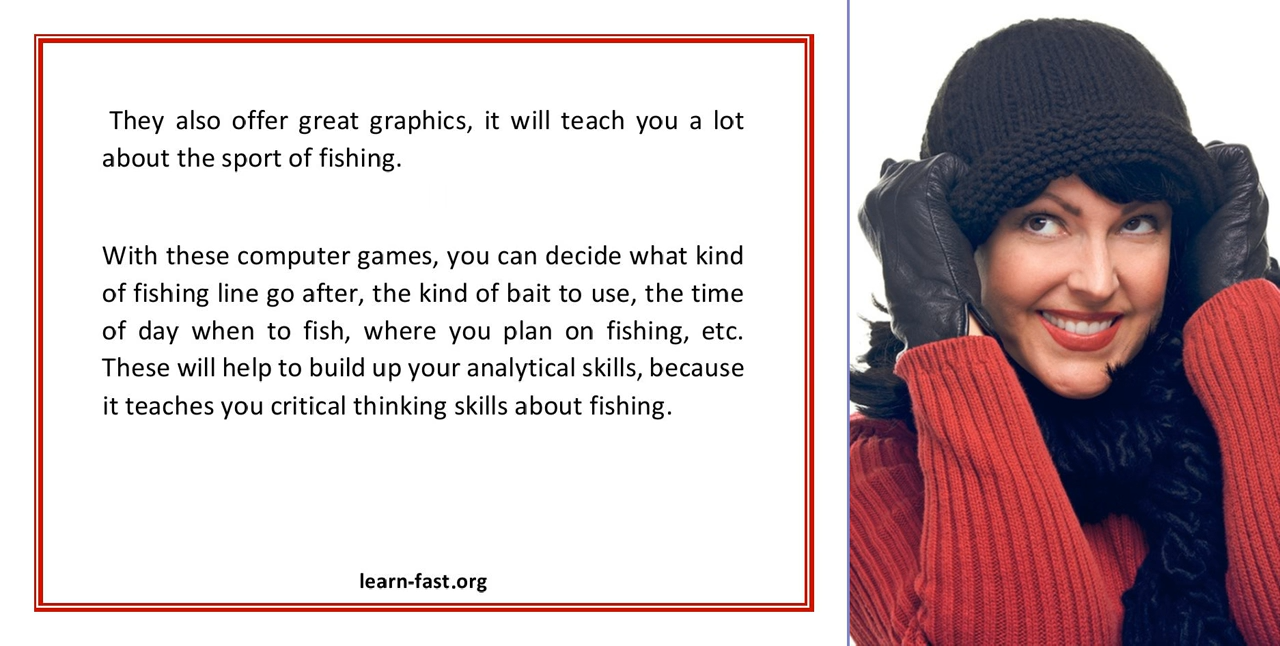 They also offer great graphics, it will teach you a lot
about the sport of fishing.
With these computer games, you can decide what kind
of fishing line go after, the kind of bait to use, the time
of day when to fish, where you plan on fishing, etc.
These will help to build up your analytical skills, because
it teaches you critical thinking skills about fishing.
learn-fast.org